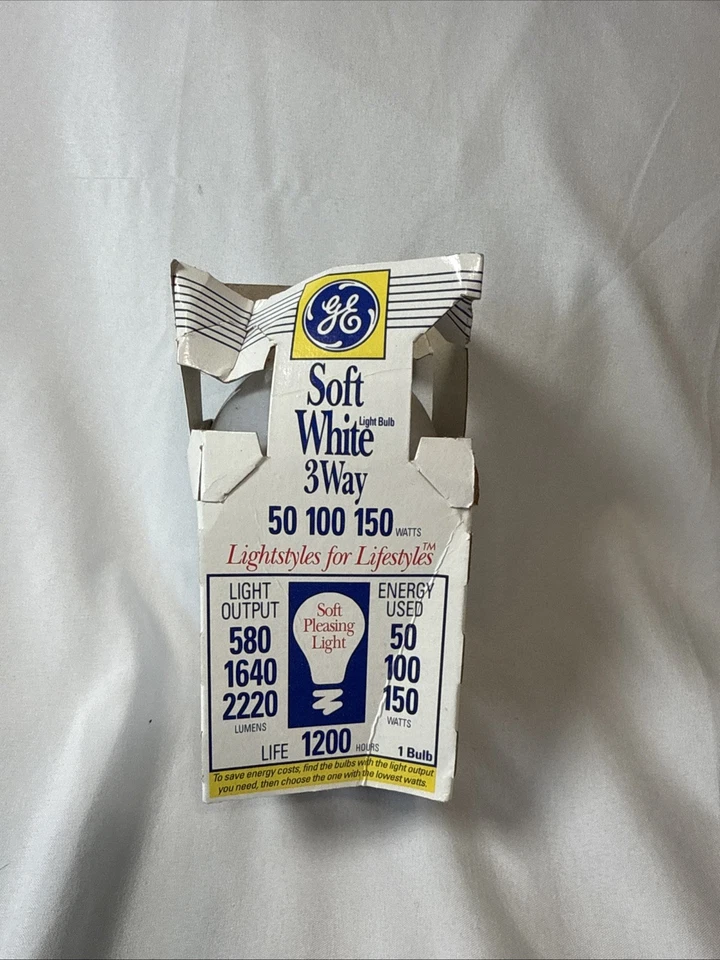 GE
Soft
White Light Bulb
3Way
50 100 150 WATTS
Lightstyles for Lifestyles™
LIGHT
OUTPUT
580
1640
2220
LUMENS
Soft
Pleasing
Light
ENERGY
USED
50
100
150
WATTS
LIFE 1200 HOURS
1 Bulb
To save energy costs, find the bulbs with the light output
you need, then choose the one with the lowest watts.